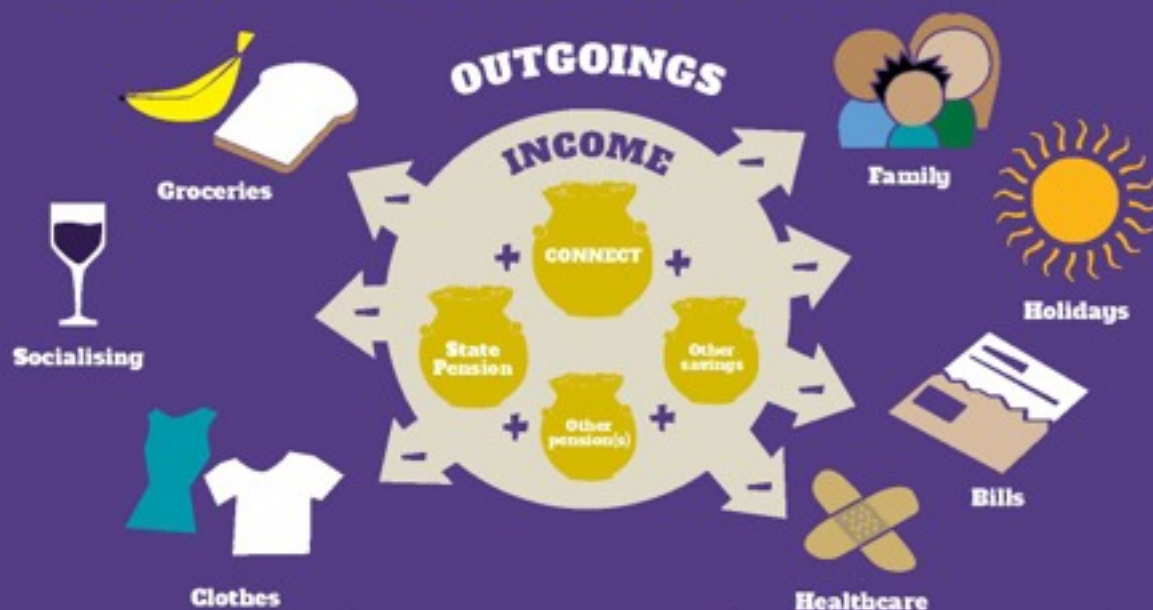 OUTGOINGS
INCOME
CONNECT
State
Pension
Other
savings
Other
pension(s)
Groceries
Socialising
Clothes
Family
Holidays
Bills
Healthcare